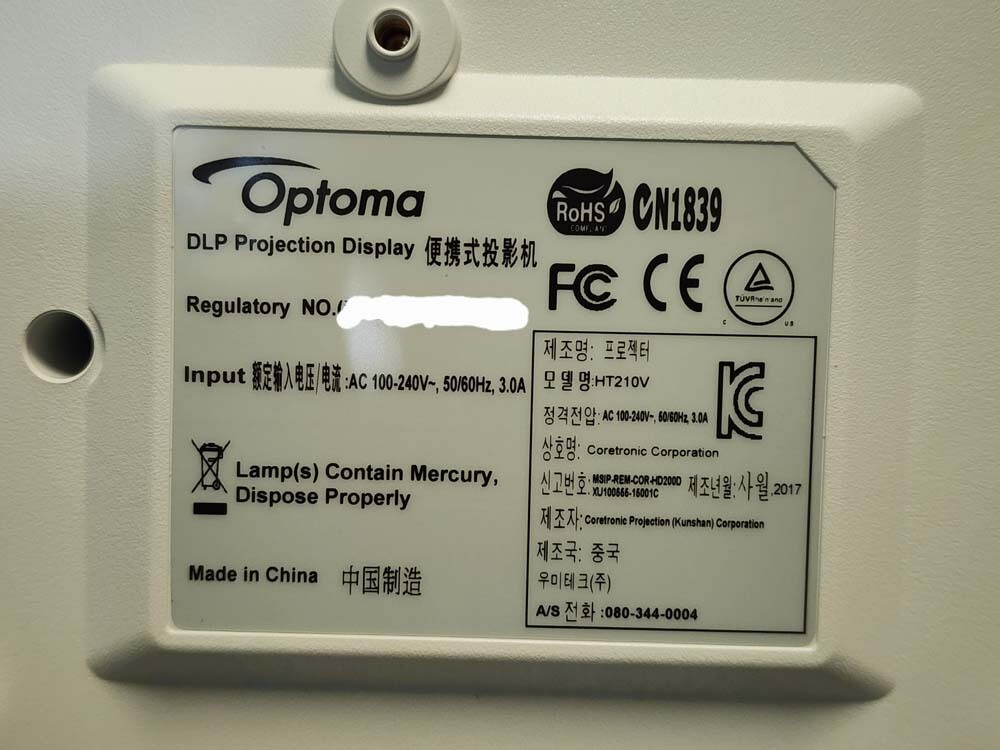 Optoma
DLP Projection Display 便携式投影机
Regulatory NO.
Input 额定输入电压/电流 :AC 100-240V~, 50/60Hz, 3.0A
Lamp(s) Contain Mercury,
Dispose Properly
Made in China 中国制造
RoHS
COMPLIANT
N1839
FC CE
TÜVRheinland
C US
제조명: 프로젝터
모델명:HT210V
정격전압: AC 100-240V~, 50/60Hz, 3.0A
상호명: Coretronic Corporation
신고번호: MSIP-REM-COR-HD200D
XU100555-15001C 제조년월: 사월,2017
제조자: Coretronic Projection (Kunshan) Corporation
제조국: 중국
우미테크(주)
A/S 전화 :080-344-0004